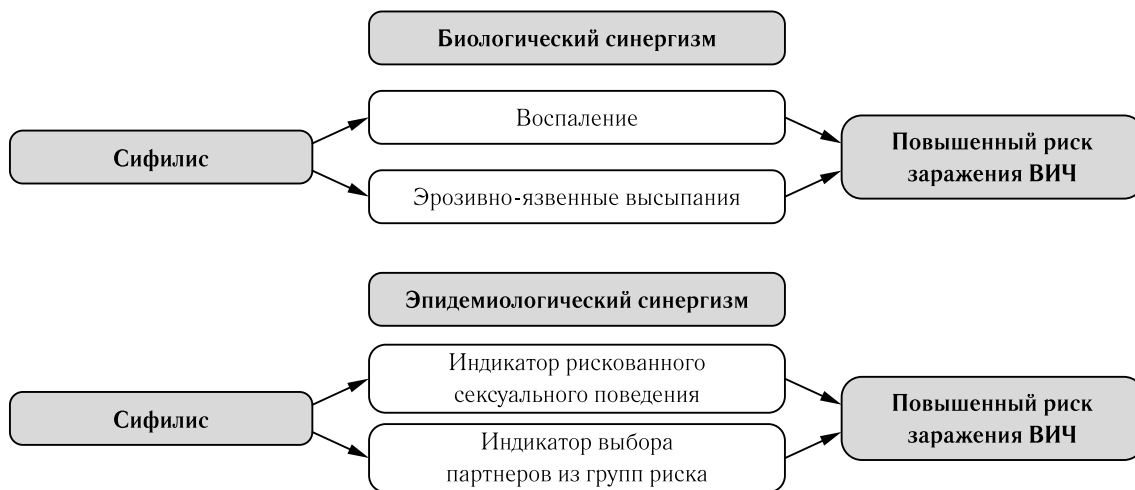 Биологический синергизм
Воспаление
Сифилис
Эрозивно-язвенные высыпания
Повышенный риск
заражения ВИЧ
Эпидемиологический синергизм
Индикатор рискованного
сексуального поведения
Сифилис
Индикатор выбора
партнеров из групп риска
Повышенный риск
заражения ВИЧ